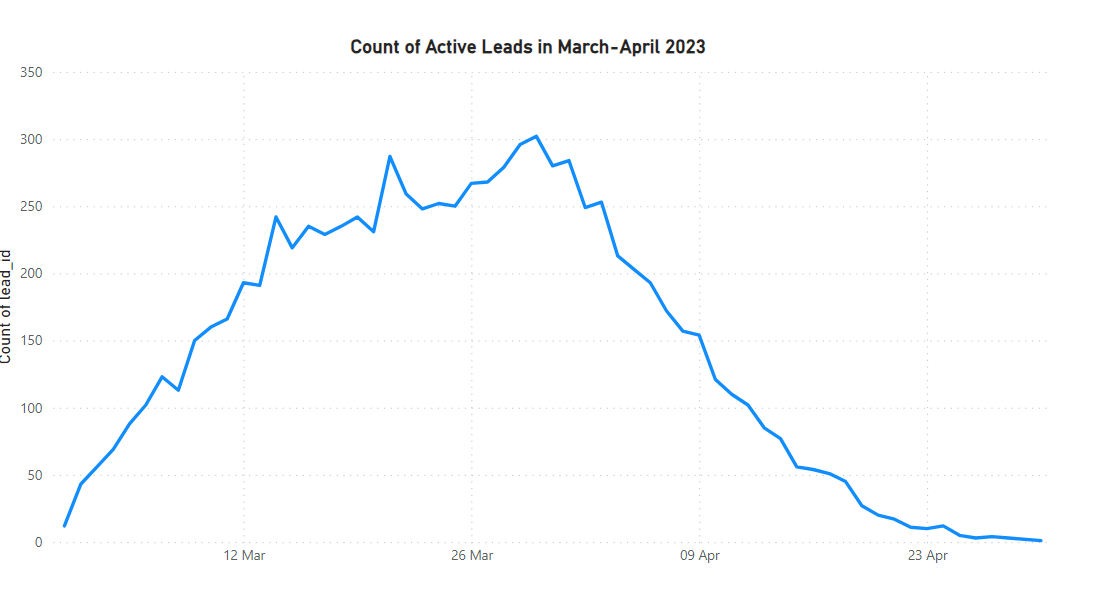 Count of Active Leads in March-April 2023
Count of lead_id
350
300
250
200
150
100
50
0
12 Mar
26 Mar
09 Apr
23 Apr